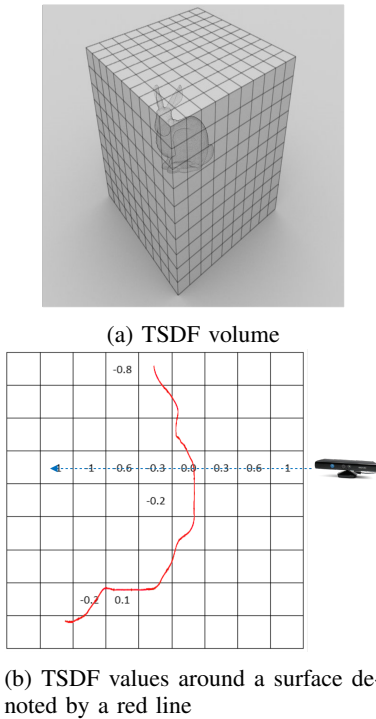 (a) TSDF volume
-0.8
-1 -1 -0.6 -0.3 0.0 0.3 0.6 1
-0.2
-0.2 0.1
(b) TSDF values around a surface de-
noted by a red line